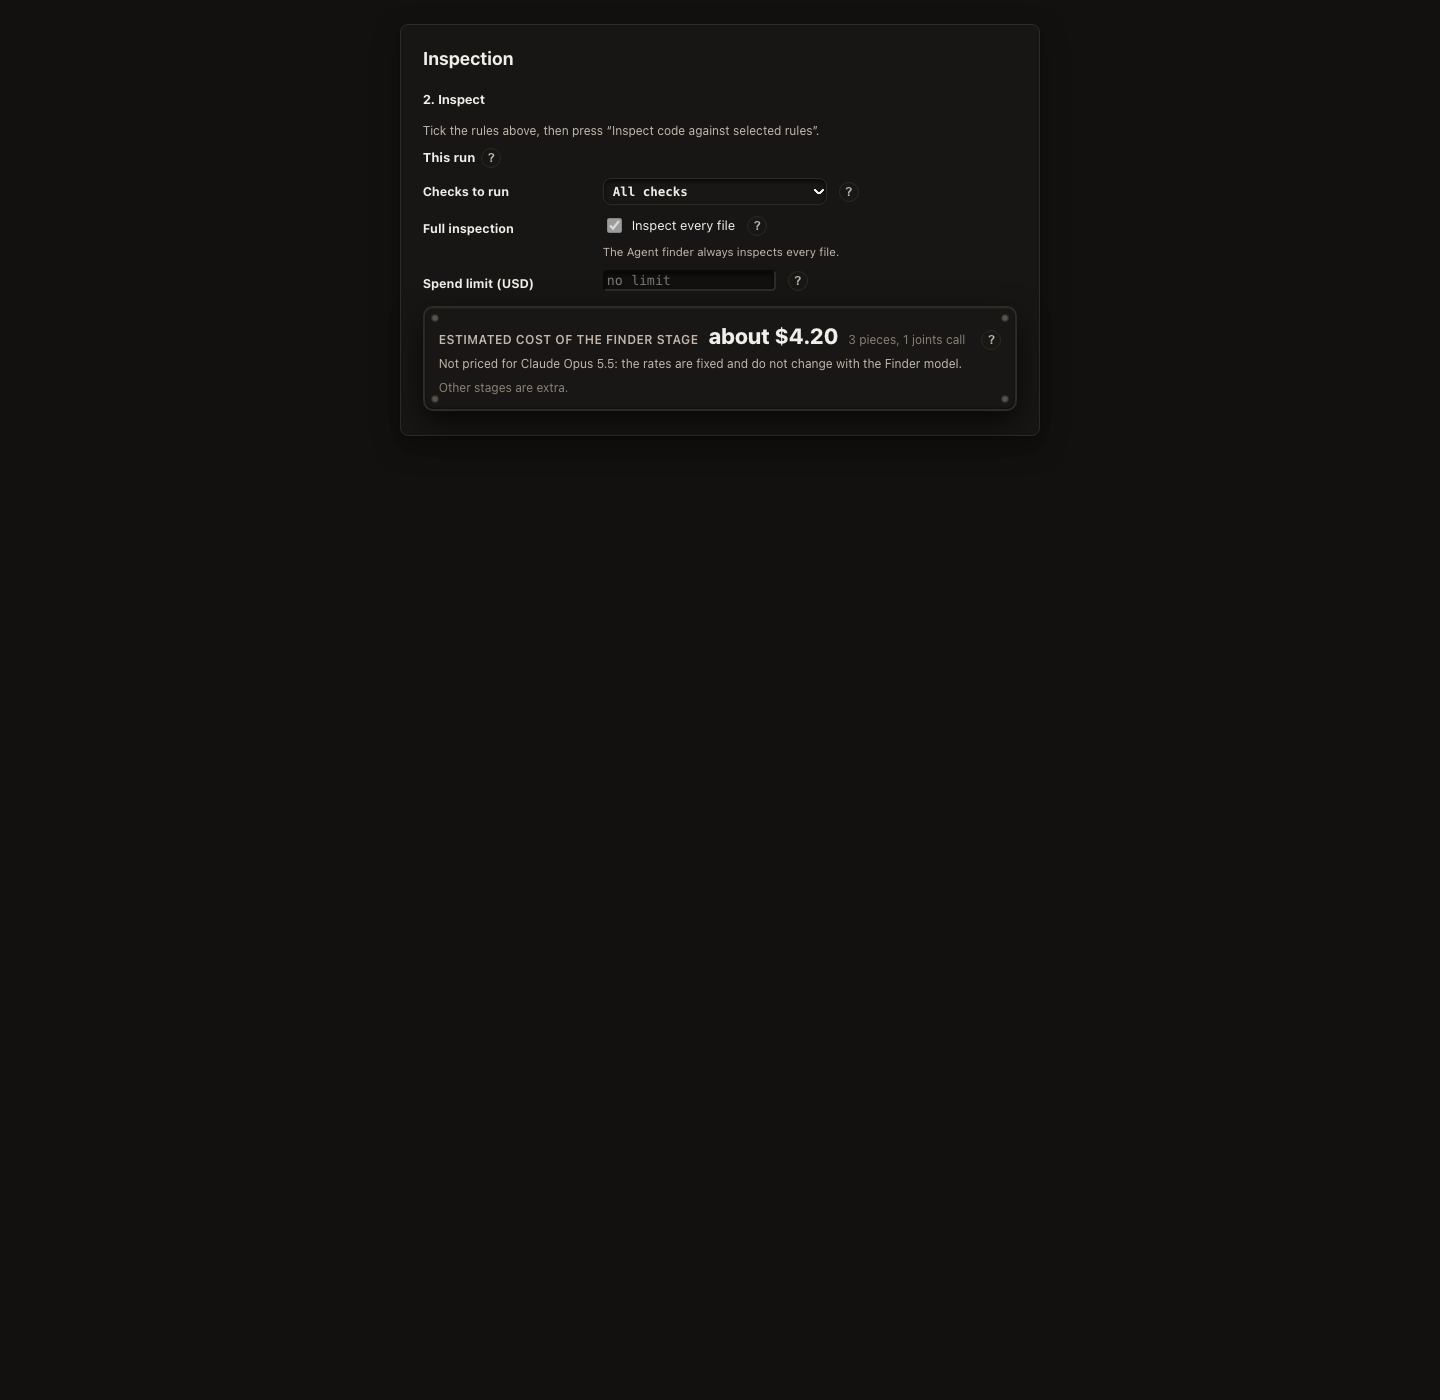 Inspection
2. Inspect
Tick the rules above, then press “Inspect code against selected rules”.
This run ?
Checks to run All checks ?
Full inspection Inspect every file ?
The Agent finder always inspects every file.
Spend limit (USD) no limit ?
ESTIMATED COST OF THE FINDER STAGE about $4.20 3 pieces, 1 joints call ?
Not priced for Claude Opus 5.5: the rates are fixed and do not change with the Finder model.
Other stages are extra.